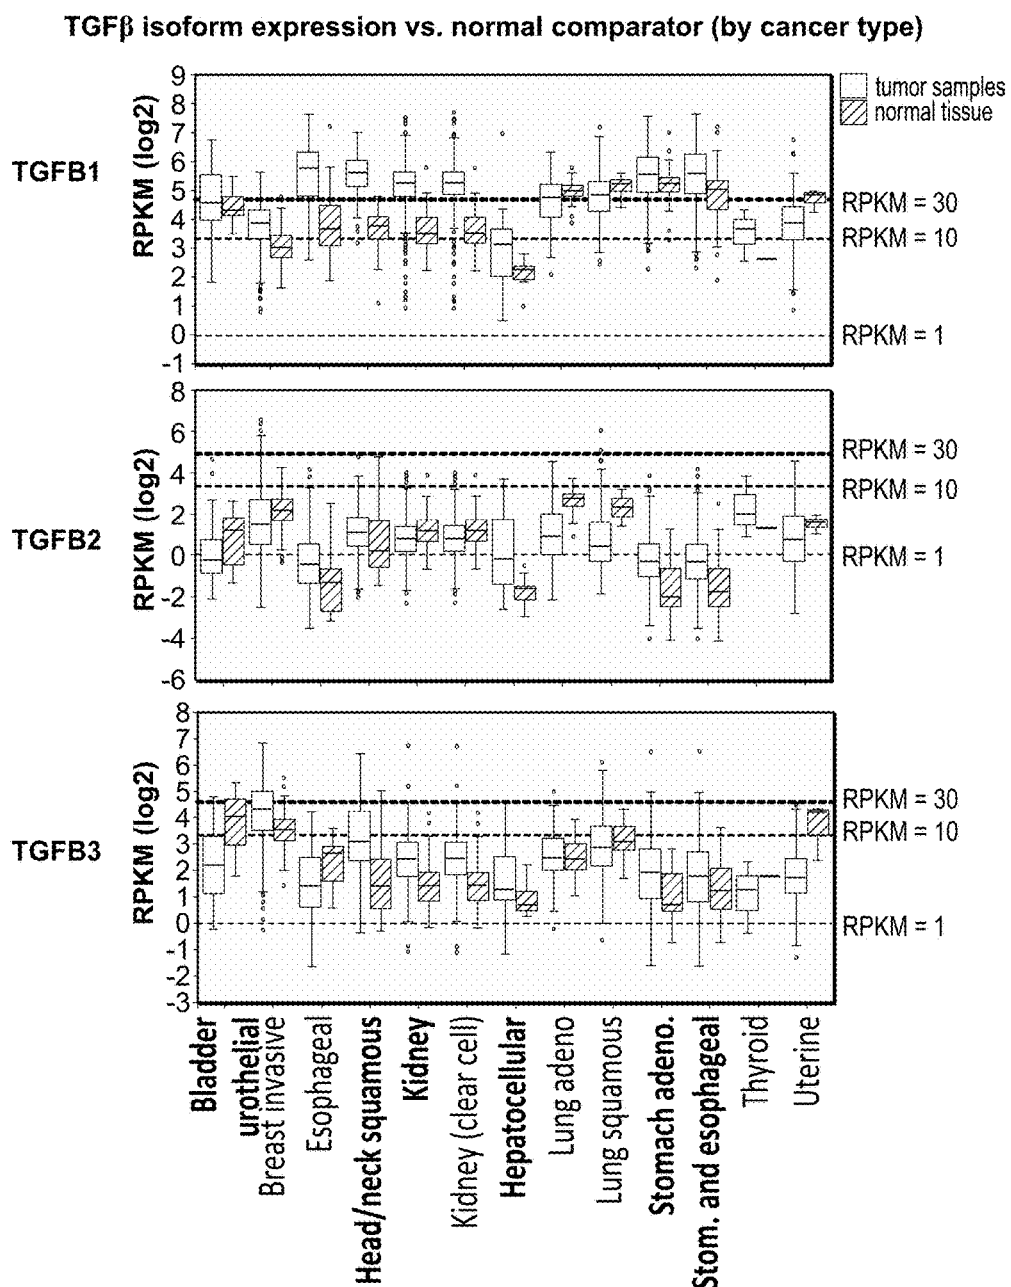 TGFβ isoform expression vs. normal comparator (by cancer type)
tumor samples
normal tissue
TGFB1
RPKM (log2)
9
8
7
6
5
4
3
2
1
0
-1
RPKM = 30
RPKM = 10
RPKM = 1
TGFB2
RPKM (log2)
8
6
4
2
0
-2
-4
-6
RPKM = 30
RPKM = 10
RPKM = 1
TGFB3
RPKM (log2)
8
7
6
5
4
3
2
1
0
-1
-2
-3
RPKM = 30
RPKM = 10
RPKM = 1
Bladder
urothelial
Breast invasive
Esophageal
Head/neck squamous
Kidney
Kidney (clear cell)
Hepatocellular
Lung adeno
Lung squamous
Stomach adeno.
Stom. and esophageal
Thyroid
Uterine